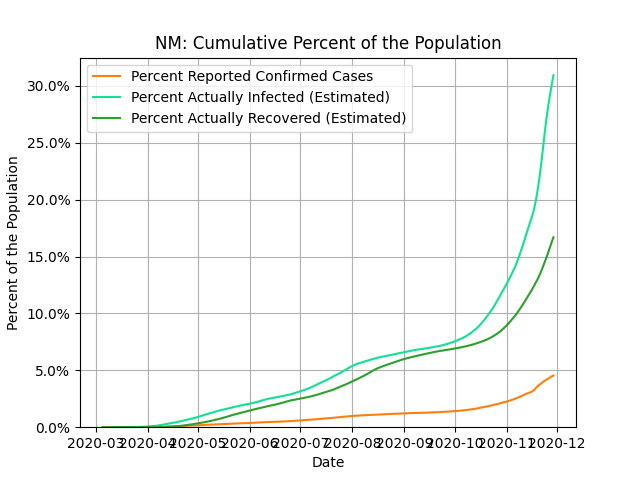 NM: Cumulative Percent of the Population
Percent Reported Confirmed Cases
Percent Actually Infected (Estimated)
Percent Actually Recovered (Estimated)
30.0%
25.0%
20.0%
15.0%
10.0%
5.0%
0.0%
Percent of the Population
2020-03 2020-04 2020-05 2020-06 2020-07 2020-08 2020-09 2020-10 2020-11 2020-12
Date